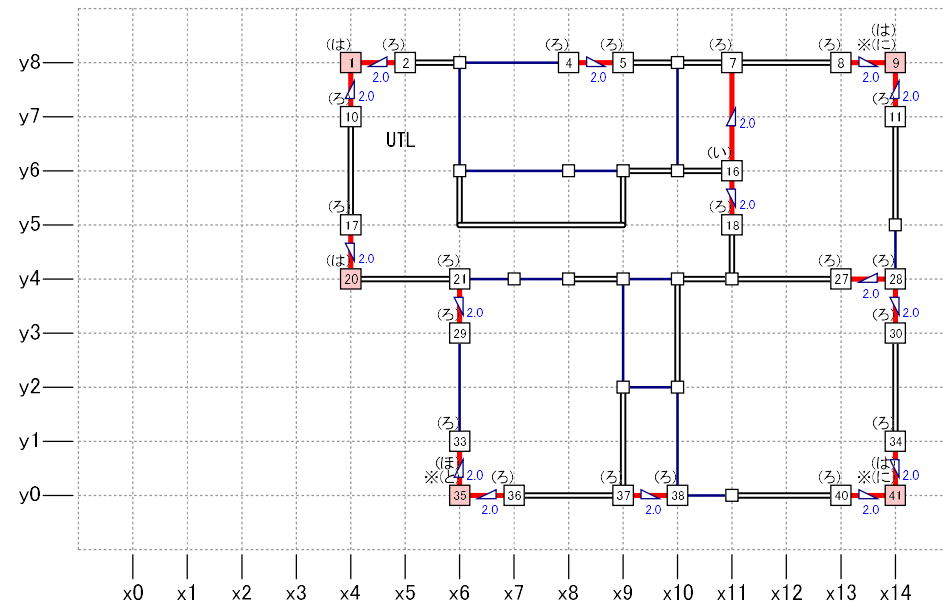 (は)
(は) (ろ) (ろ) (ろ) (ろ) (ろ) ※(に)
y8 1 2 4 5 7 8 9
2.0 2.0 2.0
(ろ) 2.0 (ろ) 2.0
y7 10 2.0 11
UTL
(い)
y6 16
(ろ) (ろ) 2.0
y5 17 18
(は) 2.0 (ろ) (ろ) (ろ)
y4 20 21 27 28
2.0
(ろ) 2.0 (ろ) 2.0
y3 29 30
y2
(ろ) (ろ)
y1 33 34
(ほ) 2.0 (は) 2.0
※(と) (ろ) (ろ) (ろ) (ろ) ※(に)
y0 35 36 37 38 40 41
2.0 2.0 2.0
x0 x1 x2 x3 x4 x5 x6 x7 x8 x9 x10 x11 x12 x13 x14